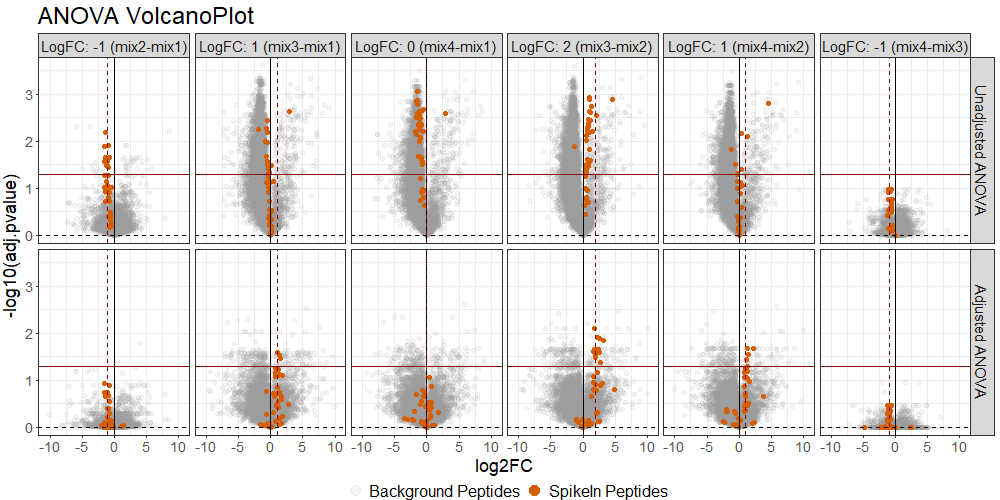 ANOVA VolcanoPlot
LogFC: -1 (mix2-mix1) LogFC: 1 (mix3-mix1) LogFC: 0 (mix4-mix1) LogFC: 2 (mix3-mix2) LogFC: 1 (mix4-mix2) LogFC: -1 (mix4-mix3)
-log10(adj.pvalue)
3
2
1
0
Unadjusted ANOVA
3
2
1
0
Adjusted ANOVA
-10 -5 0 5 10 -10 -5 0 5 10 -10 -5 0 5 10 -10 -5 0 5 10 -10 -5 0 5 10 -10 -5 0 5 10
log2FC
Background Peptides SpikeIn Peptides